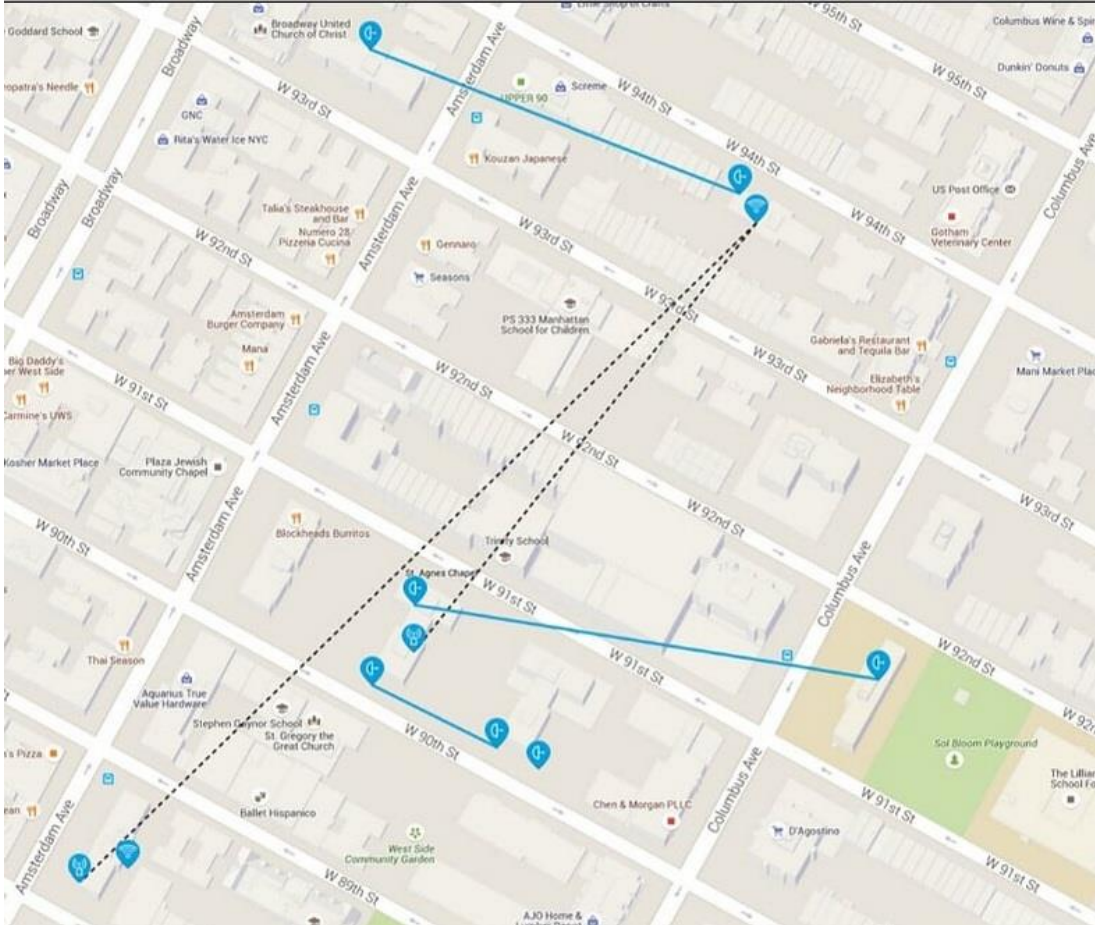 Goddard School
Broadway United
Church of Christ
Broadway
Amsterdam Ave
W 95th St
W 95th St
Columbus Wine &
Dunkin' Donuts
Needle
GNC
W 93rd St
UPPER 90
Screme
W 94th St
Rita's Water Ice NYC
Kouzan Japanese
W 94th St
US Post Office
Columbus Ave
Broadway
Broadway
Talia's Steakhouse
and Bar
Numero 28
Pizzeria Cucina
Amsterdam Ave
W 92nd St
W 93rd St
Gennaro
Seasons
W 94th St
Gotham
Veterinary Center
W 93rd St
PS 333 Manhattan
School for Children
Amsterdam
Burger Company
Mana
Gabriela's Restaurant
and Tequila Bar
Elizabeth's
Neighborhood Table
Mani Market
Big Daddy's
West Side
Carmine's UWS
W 91st St
Amsterdam Ave
W 92nd St
W 93rd St
Kosher Market Place
Plaza Jewish
Community Chapel
W 92nd St
W 90th St
Amsterdam Ave
Blockheads Burritos
Trinity School
W 92nd St
W 93rd St
St. Agnes Chapel
W 91st St
Columbus Ave
Thai Season
Aquarius True
Value Hardware
W 91st St
W 92nd St
Stephen Gaynor School
St. Gregory the
Great Church
W 90th St
Sol Bloom Playground
Pizza
Ballet Hispanico
Chen & Morgan PLLC
Columbus Ave
The
School
W 91st St
D'Agostino
West Side
Community Garden
Amsterdam Ave
W 89th St
W 91st St
AJO Home &